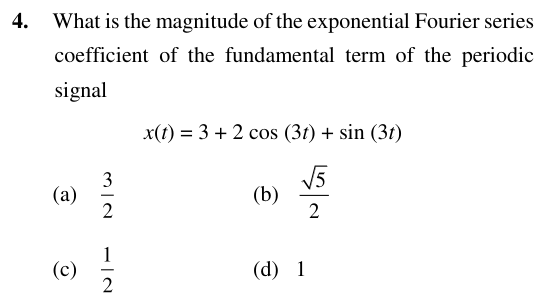 4. What is the magnitude of the exponential Fourier series
coefficient of the fundamental term of the periodic
signal
x(t) = 3 + 2 cos (3t) + sin (3t)
(a) 3/2 (b) √5/2
(c) 1/2 (d) 1